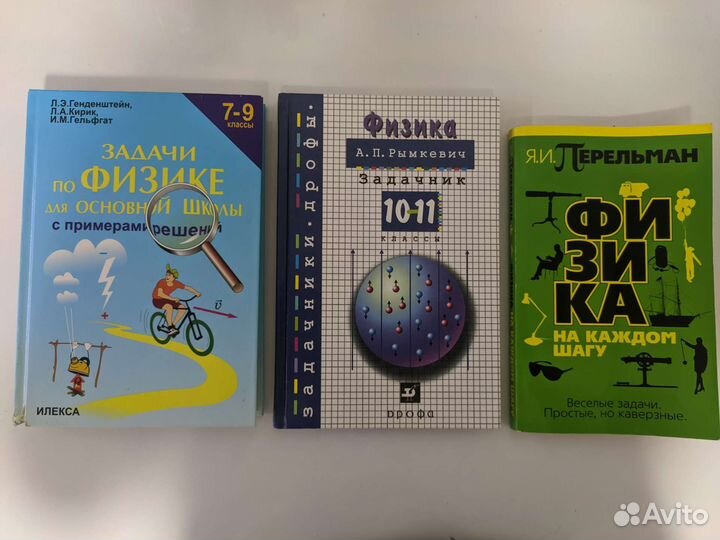 Л.Э.Генденштейн,
Л.А.Кирик,
И.М.Гельфгат
7-9
классы
ЗАДАЧИ
ПО ФИЗИКЕ
ДЛЯ ОСНОВНОЙ ШКОЛЫ
с примерами решений
υ
ИЛЕКСА
задачники.дрофы.
Физика
А.П.Рымкевич
Задачник
10-11
классы
дрофа
Я.И. ПЕРЕЛЬМАН
ФИ
ЗИ
КА
НА КАЖДОМ
ШАГУ
Веселые задачи.
Простые, но каверзные.
Avito